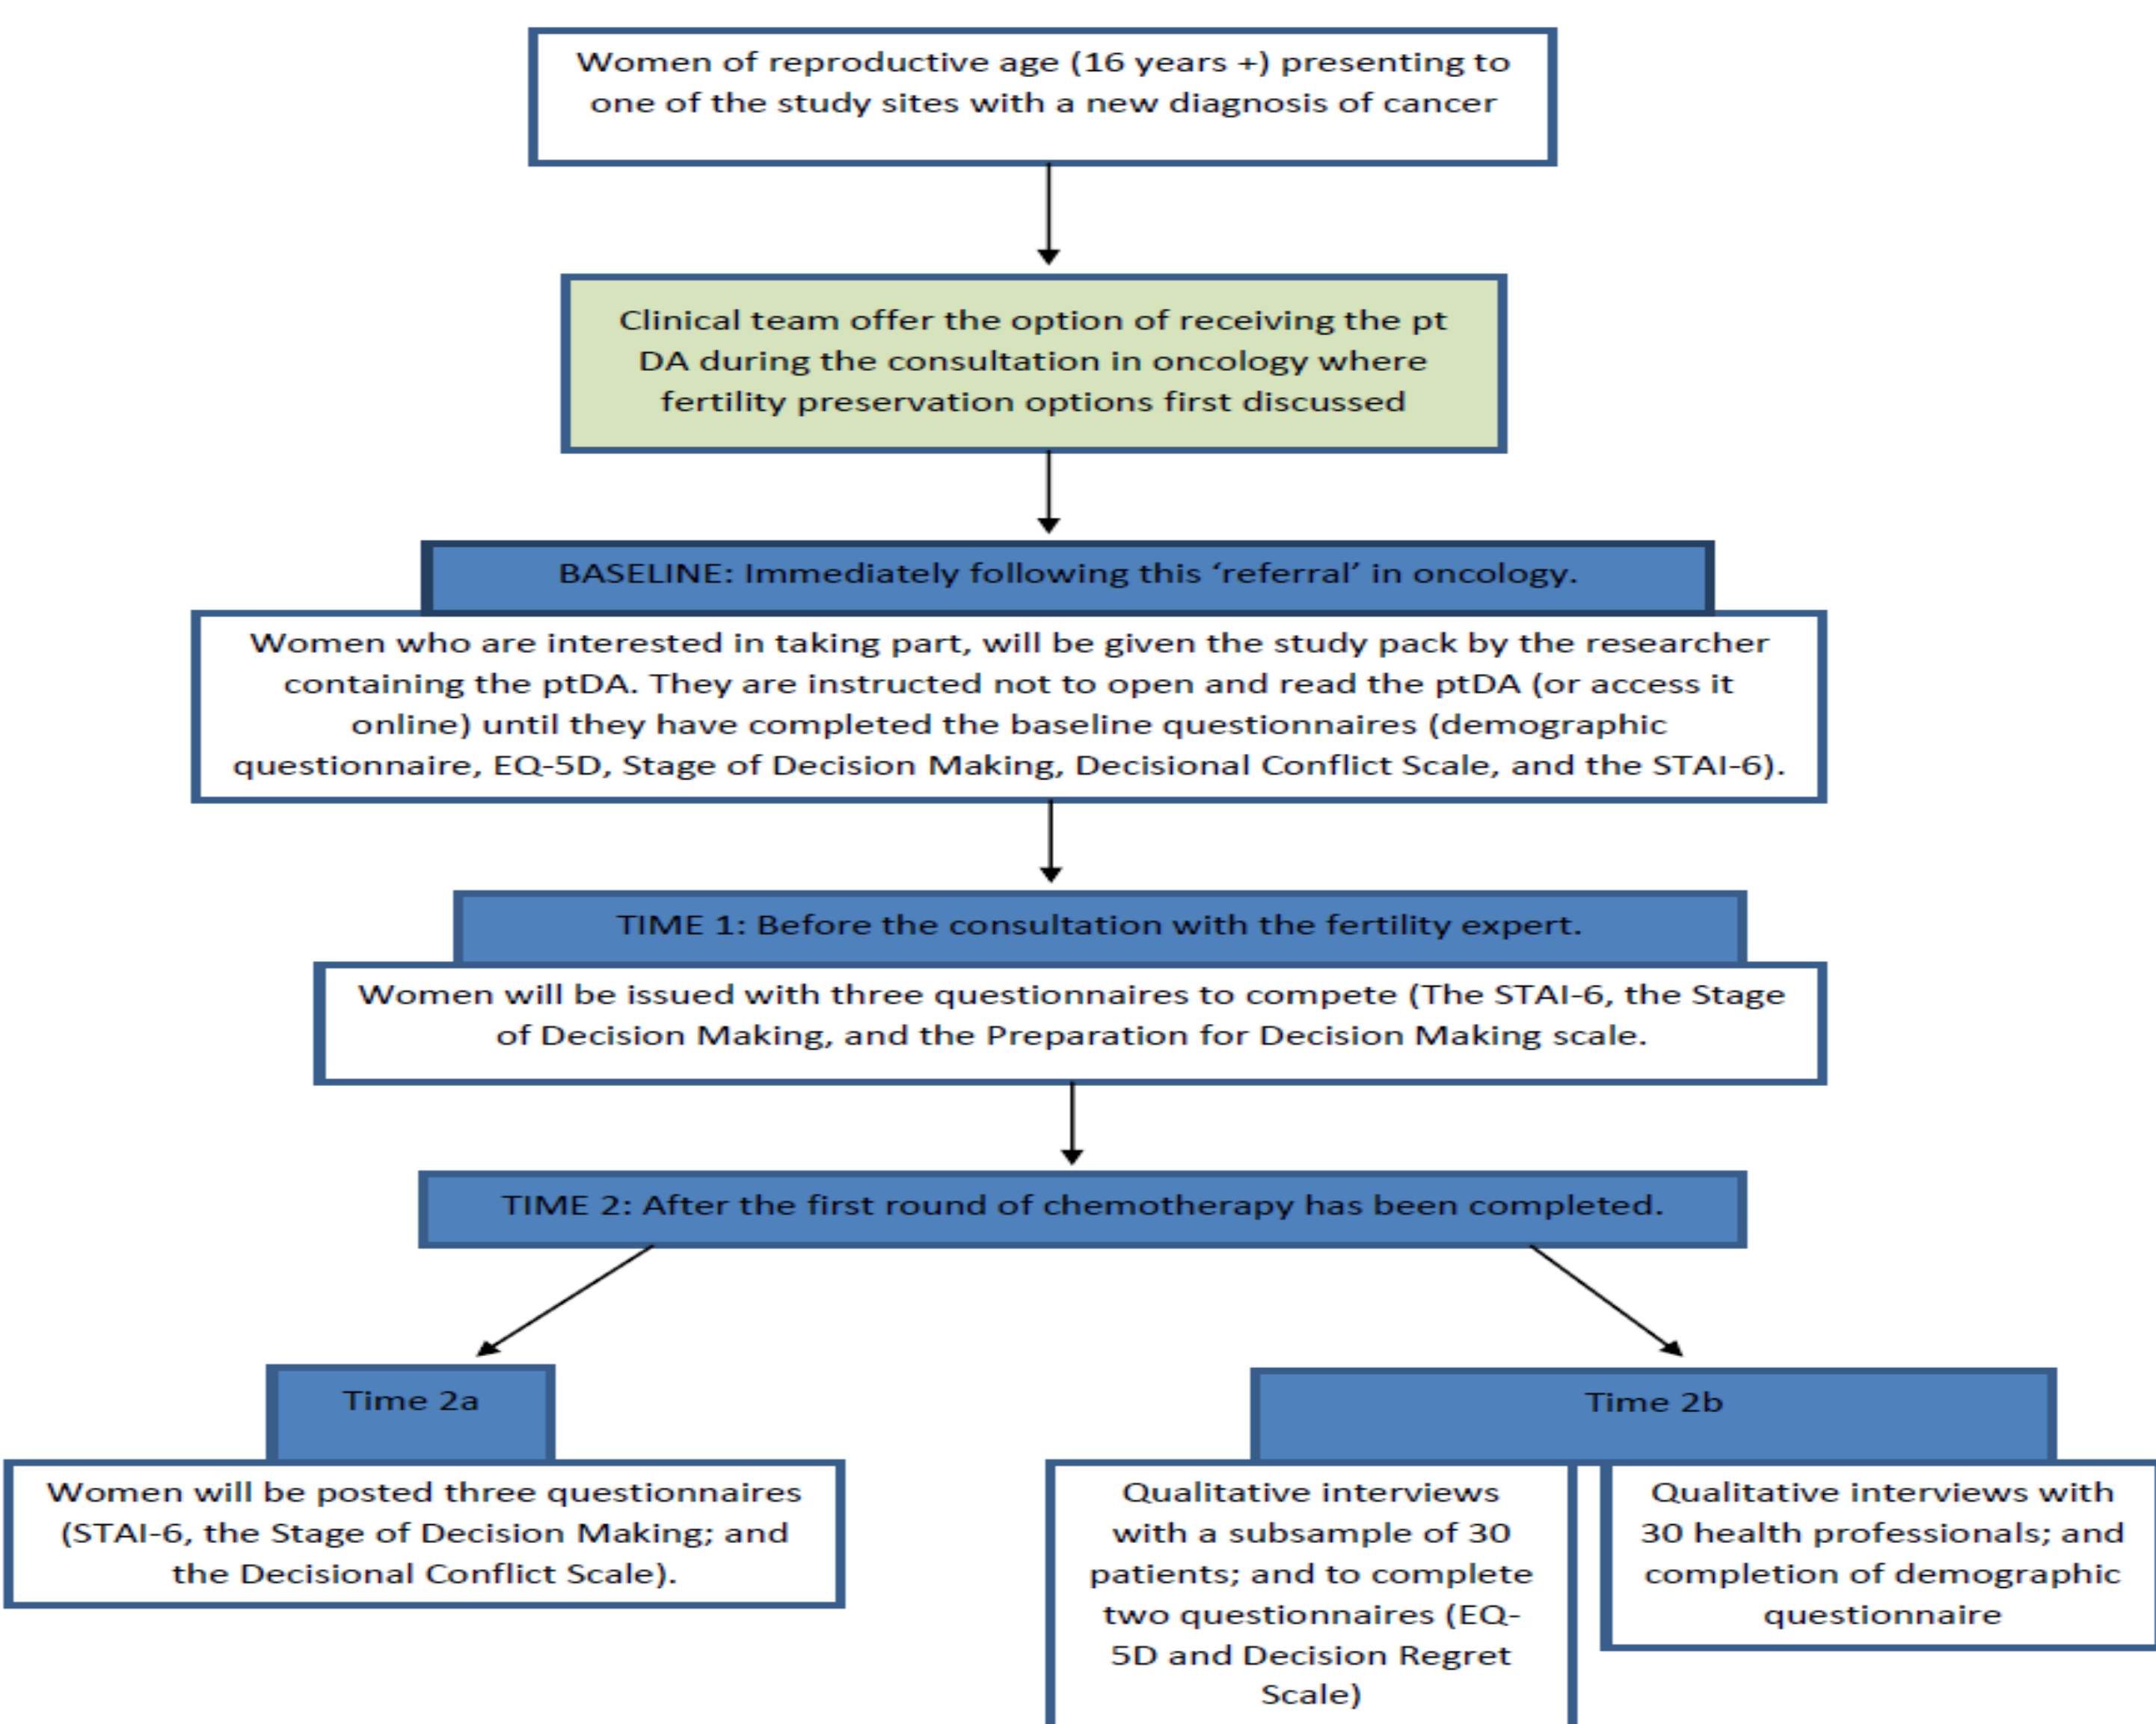 Women of reproductive age (16 years +) presenting to
one of the study sites with a new diagnosis of cancer
Clinical team offer the option of receiving the pt
DA during the consultation in oncology where
fertility preservation options first discussed
BASELINE: Immediately following this ‘referral’ in oncology.
Women who are interested in taking part, will be given the study pack by the researcher
containing the ptDA. They are instructed not to open and read the ptDA (or access it
online) until they have completed the baseline questionnaires (demographic
questionnaire, EQ-5D, Stage of Decision Making, Decisional Conflict Scale, and the STAI-6).
TIME 1: Before the consultation with the fertility expert.
Women will be issued with three questionnaires to compete (The STAI-6, the Stage
of Decision Making, and the Preparation for Decision Making scale.
TIME 2: After the first round of chemotherapy has been completed.
Time 2a
Women will be posted three questionnaires
(STAI-6, the Stage of Decision Making; and
the Decisional Conflict Scale).
Time 2b
Qualitative interviews
with a subsample of 30
patients; and to complete
two questionnaires (EQ-
5D and Decision Regret
Scale)
Qualitative interviews with
30 health professionals; and
completion of demographic
questionnaire